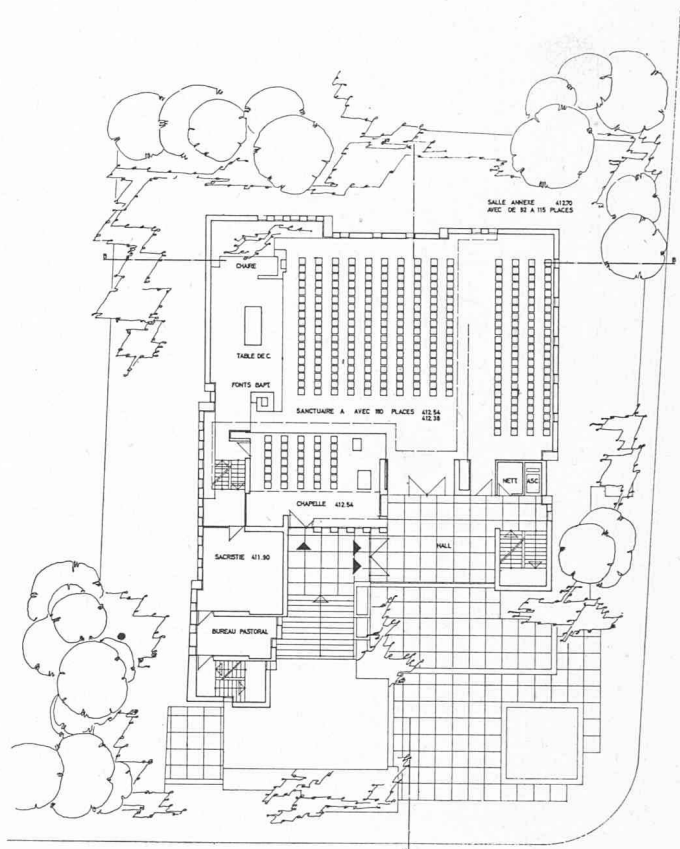 SALLE ANNEXE 412.70
AVEC DE 92 A 115 PLACES
CHAIRE
TABLE DE C.
FONTS BAPT.
SANCTUAIRE A AVEC 110 PLACES 412.54
412.38
CHAPELLE 412.54
NETT. ASC.
SACRISTIE 411.90
HALL
BUREAU PASTORAL